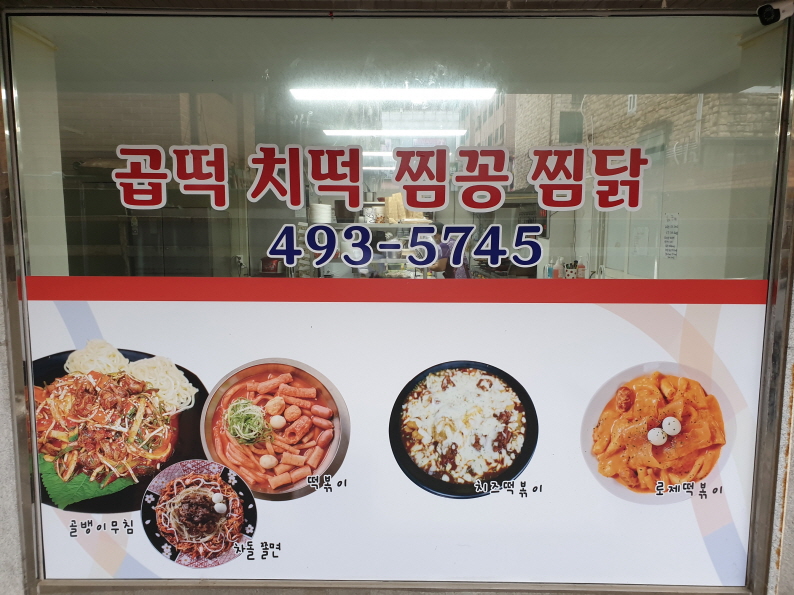 곱떡 치떡 찜꽁 찜닭
493-5745
떡볶이
치즈떡볶이
로제떡볶이
골뱅이무침
차돌쫄면